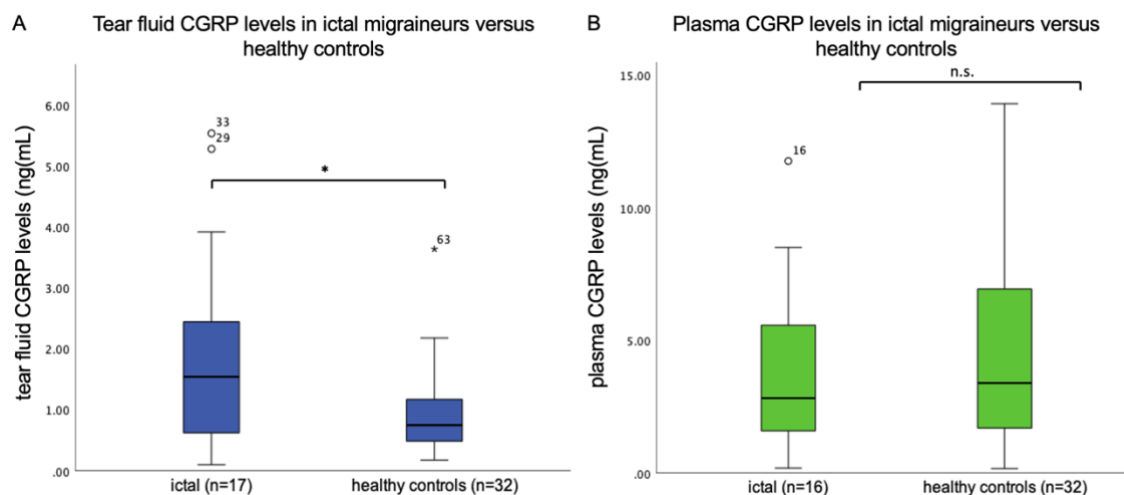 A
Tear fluid CGRP levels in ictal migraineurs versus
healthy controls
tear fluid CGRP levels (ng(mL)
6.00
5.00
4.00
3.00
2.00
1.00
.00
33
29
*
*63
ictal (n=17)
healthy controls (n=32)
B
Plasma CGRP levels in ictal migraineurs versus
healthy controls
n.s.
plasma CGRP levels (ng(mL)
15.00
10.00
5.00
.00
16
ictal (n=16)
healthy controls (n=32)